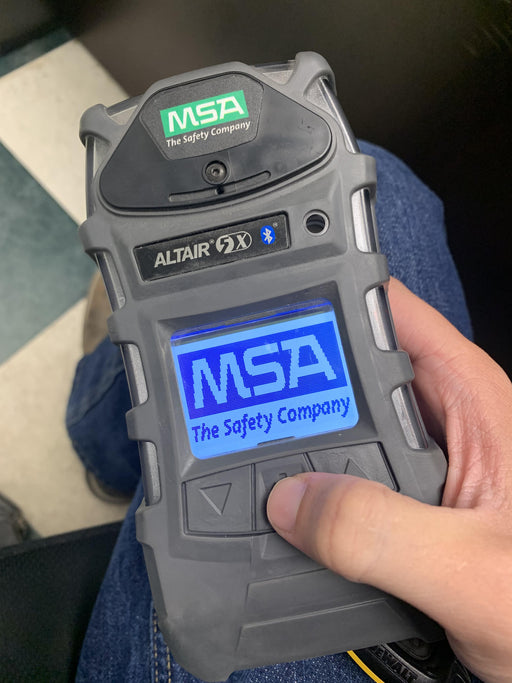 MSA
The Safety Company
ALTAIR® 5X
MSA
The Safety Company